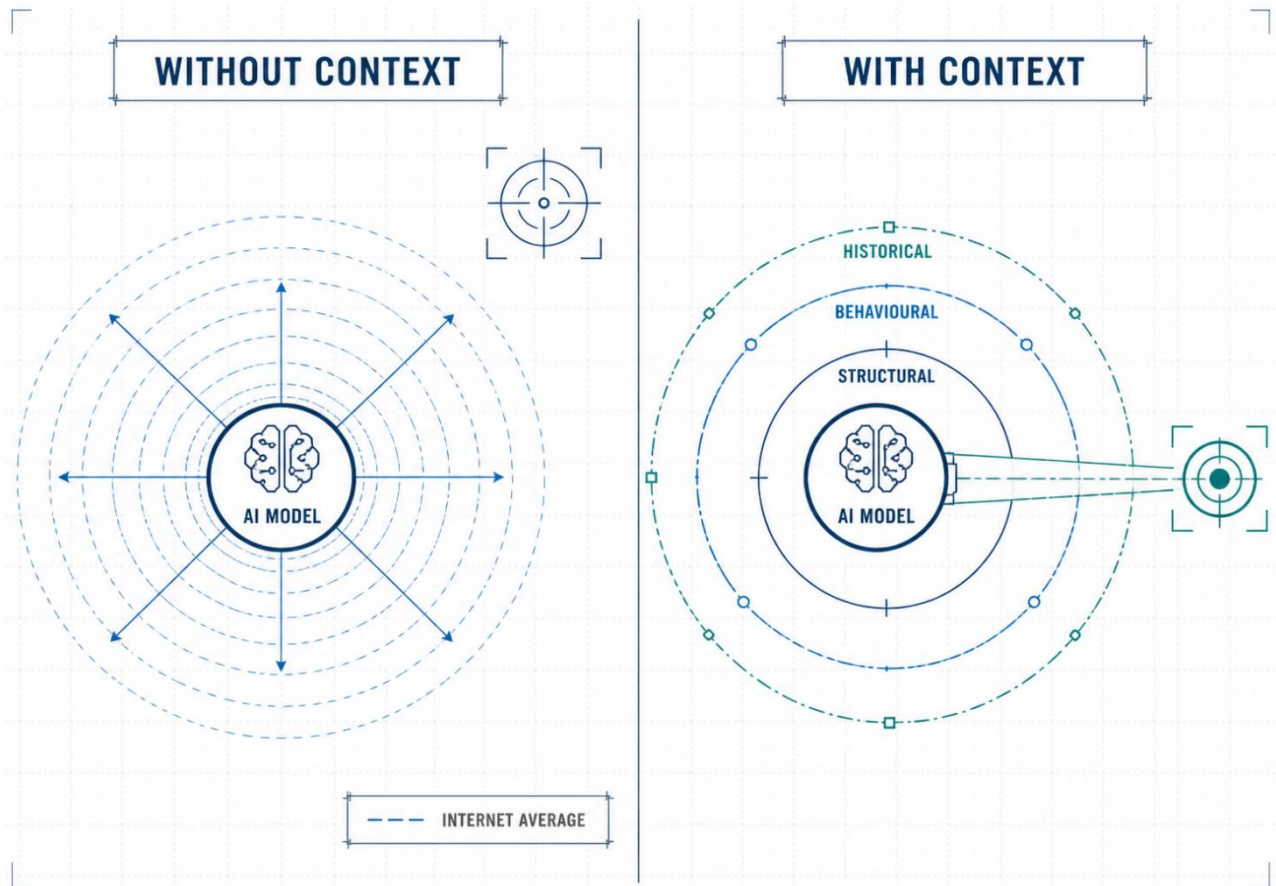 WITHOUT CONTEXT
AI MODEL
INTERNET AVERAGE
WITH CONTEXT
HISTORICAL
BEHAVIOURAL
STRUCTURAL
AI MODEL